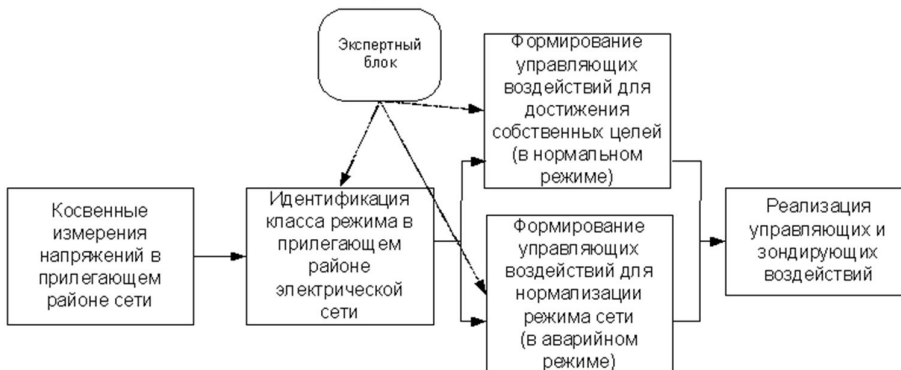 Экспертный
блок
Формирование
управляющих
воздействий для
достижения
собственных целей
(в нормальном
режиме)
Косвенные
измерения
напряжений в
прилегающем
районе сети
Идентификация
класса режима в
прилегающем
районе
электрической
сети
Формирование
управляющих
воздействий для
нормализации
режима сети
(в аварийном
режиме)
Реализация
управляющих и
зондирующих
воздействий